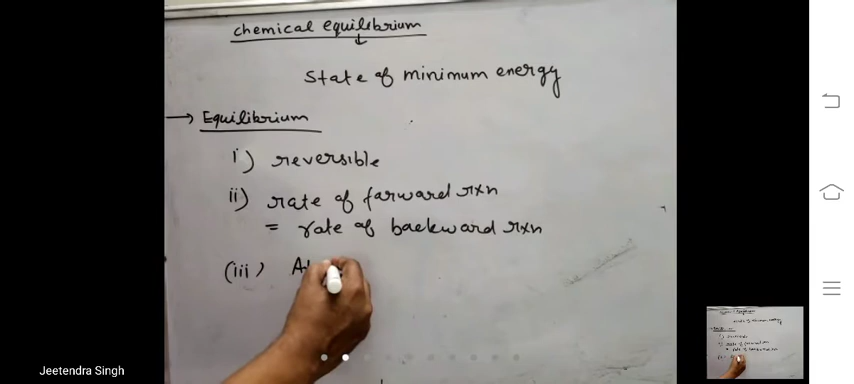 chemical equilibrium
State of minimum energy
→ Equilibrium
i) reversible
ii) rate of farward rxn
= rate of backward rxn
(iii)
Jeetendra Singh